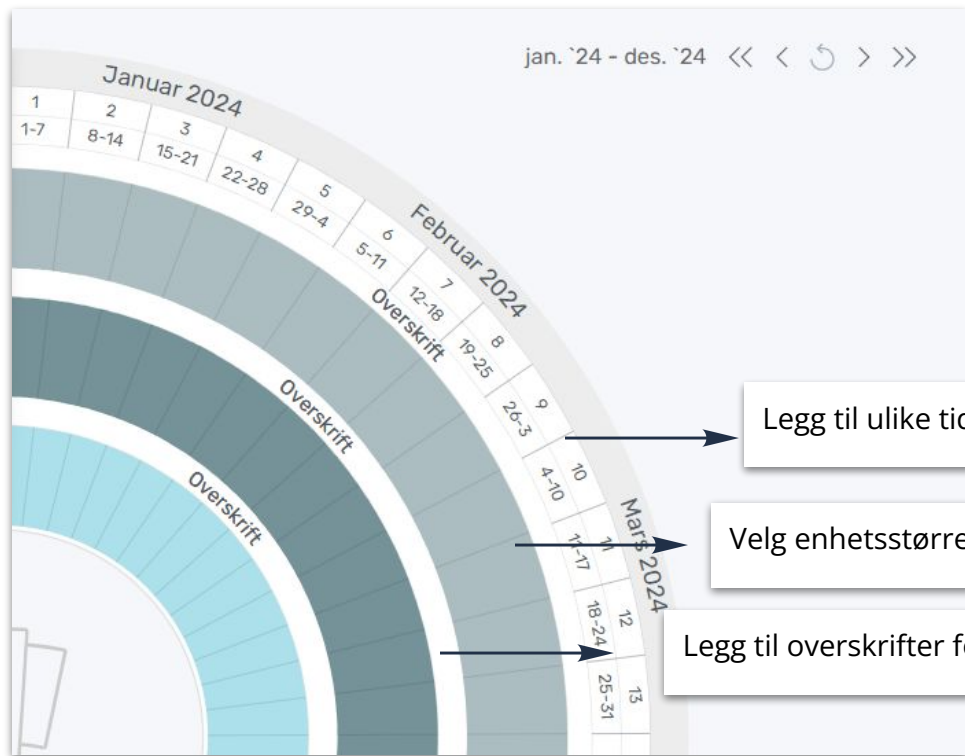 jan. `24 - des. `24
Januar 2024
Februar 2024
Mars 2024
1 2 3 4 5 6 7 8 9 10 11 12 13
1-7 8-14 15-21 22-28 29-4 5-11 12-18 19-25 26-3 4-10 11-17 18-24 25-31
Overskrift
Overskrift
Overskrift
Legg til ulike
Velg
Legg til overskrifter